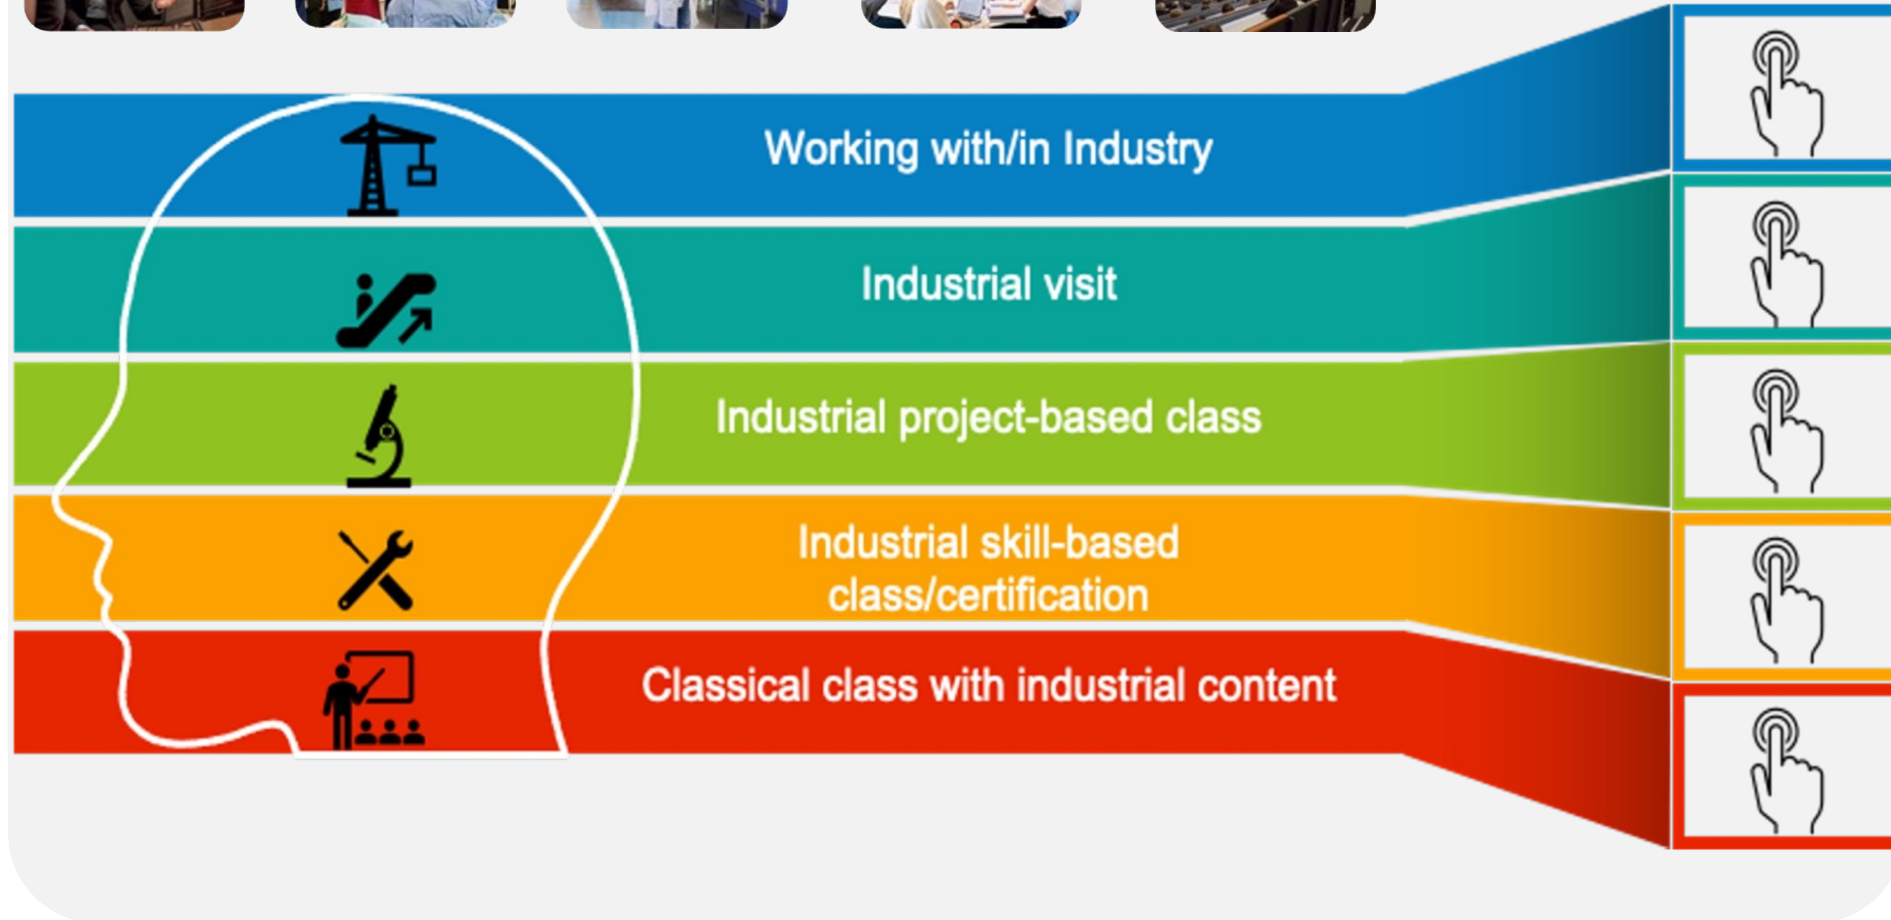 Working with/in Industry
Industrial visit
Industrial project-based class
Industrial skill-based
class/certification
Classical class with industrial content